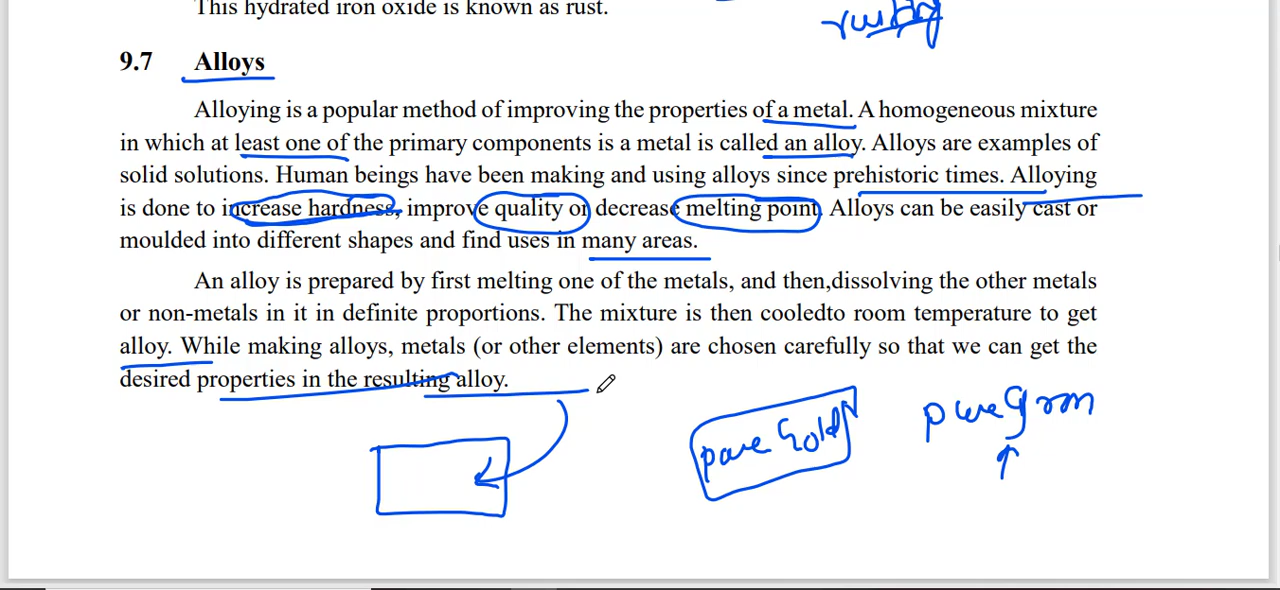 This hydrated iron oxide is known as rust.
rusting
9.7 Alloys
Alloying is a popular method of improving the properties of a metal. A homogeneous mixture
in which at least one of the primary components is a metal is called an alloy. Alloys are examples of
solid solutions. Human beings have been making and using alloys since prehistoric times. Alloying
is done to increase hardness, improve quality or decrease melting point. Alloys can be easily cast or
moulded into different shapes and find uses in many areas.
An alloy is prepared by first melting one of the metals, and then,dissolving the other metals
or non-metals in it in definite proportions. The mixture is then cooledto room temperature to get
alloy. While making alloys, metals (or other elements) are chosen carefully so that we can get the
desired properties in the resulting alloy.
pure Gold
pure